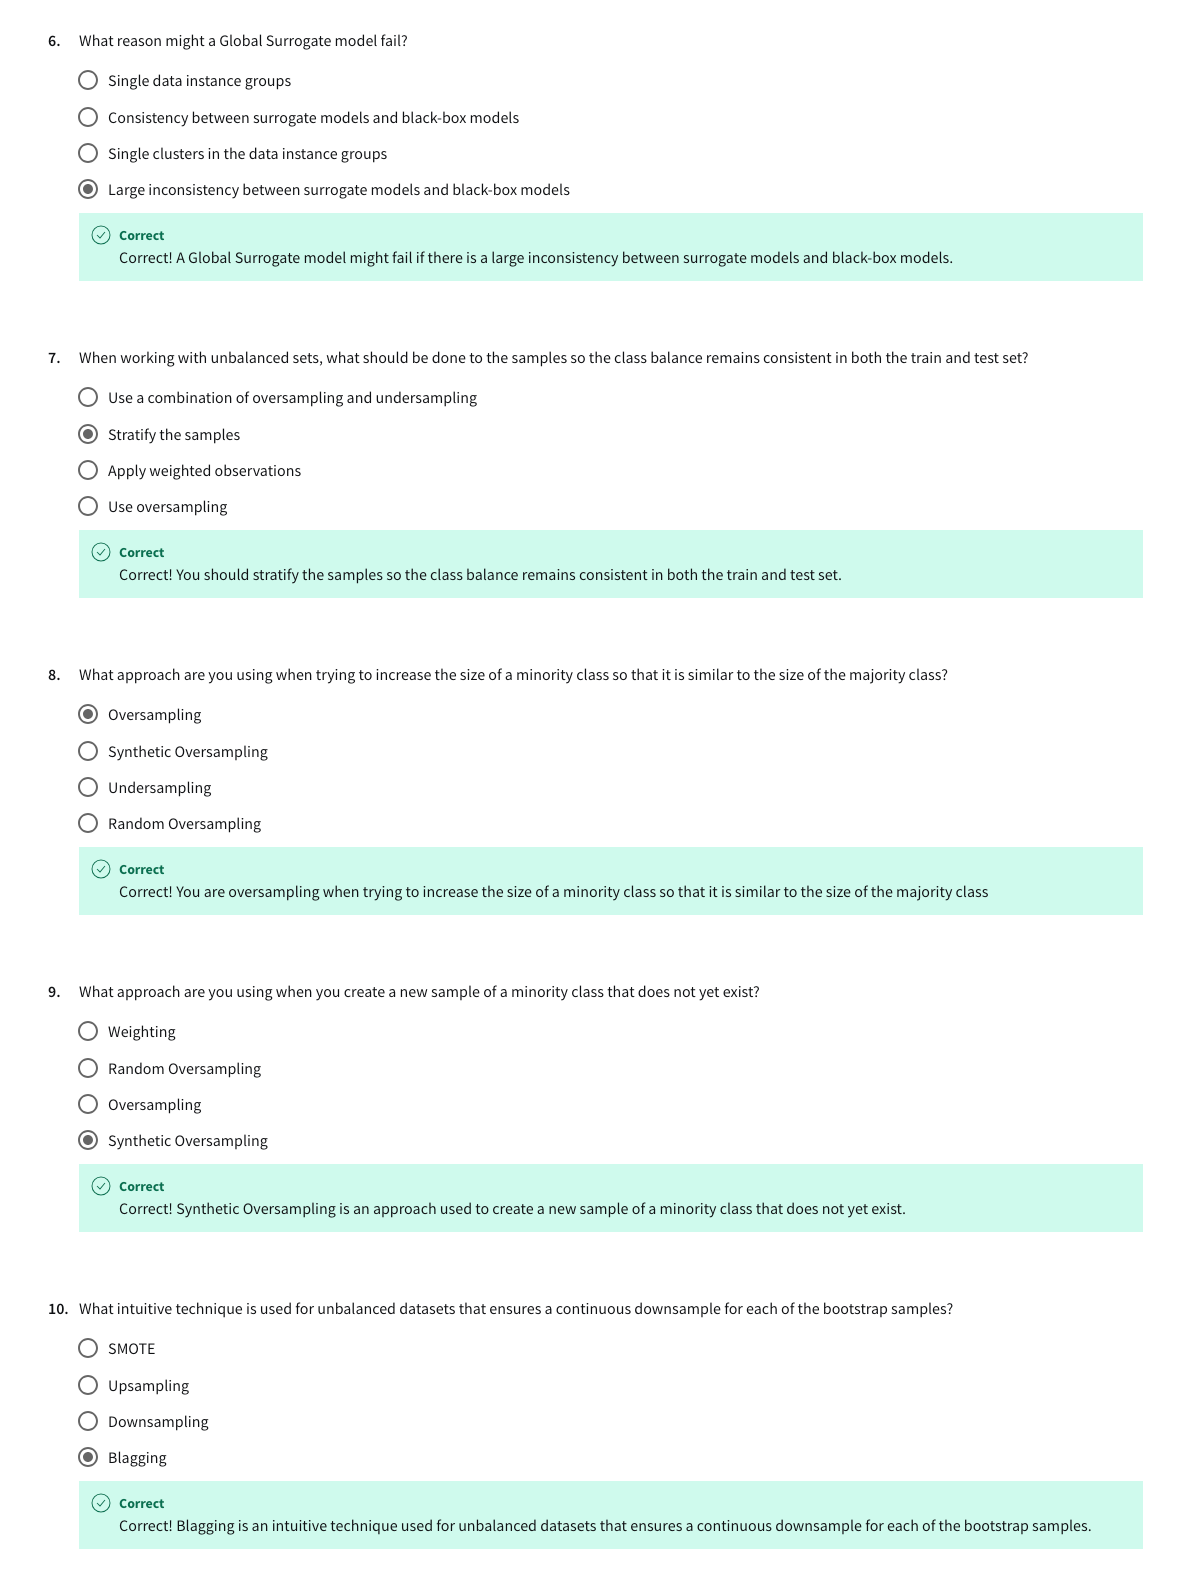 6. What reason might a Global Surrogate model fail?
Single data instance groups
Consistency between surrogate models and black-box models
Single clusters in the data instance groups
Large inconsistency between surrogate models and black-box models
Correct
Correct! A Global Surrogate model might fail if there is a large inconsistency between surrogate models and black-box models.
7. When working with unbalanced sets, what should be done to the samples so the class balance remains consistent in both the train and test set?
Use a combination of oversampling and undersampling
Stratify the samples
Apply weighted observations
Use oversampling
Correct
Correct! You should stratify the samples so the class balance remains consistent in both the train and test set.
8. What approach are you using when trying to increase the size of a minority class so that it is similar to the size of the majority class?
Oversampling
Synthetic Oversampling
Undersampling
Random Oversampling
Correct
Correct! You are oversampling when trying to increase the size of a minority class so that it is similar to the size of the majority class
9. What approach are you using when you create a new sample of a minority class that does not yet exist?
Weighting
Random Oversampling
Oversampling
Synthetic Oversampling
Correct
Correct! Synthetic Oversampling is an approach used to create a new sample of a minority class that does not yet exist.
10. What intuitive technique is used for unbalanced datasets that ensures a continuous downsample for each of the bootstrap samples?
SMOTE
Upsampling
Downsampling
Blagging
Correct
Correct! Blagging is an intuitive technique used for unbalanced datasets that ensures a continuous downsample for each of the bootstrap samples.